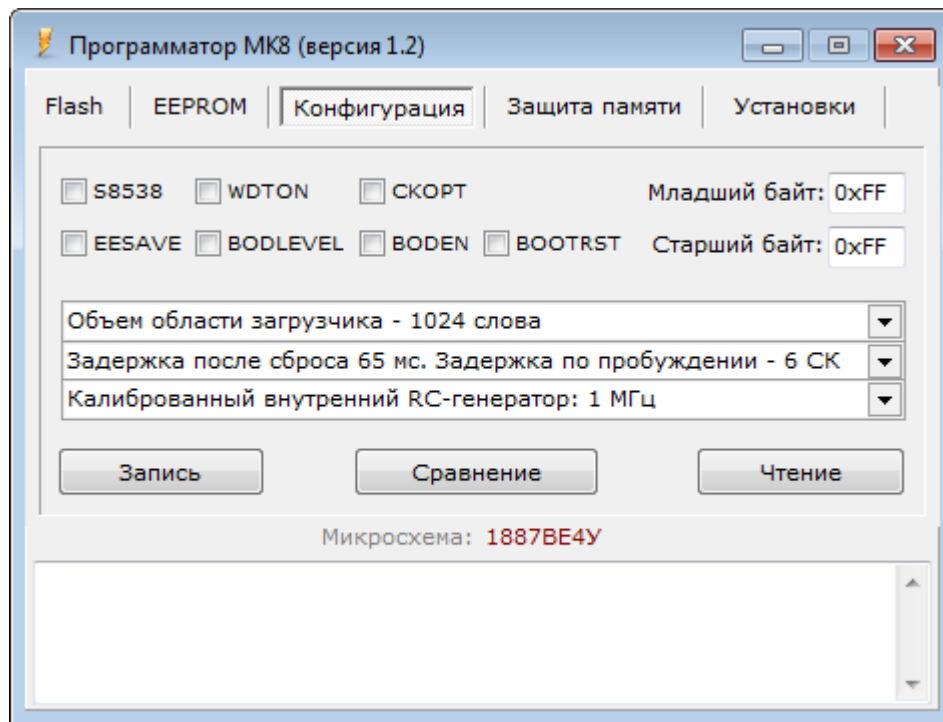 Программатор МК8 (версия 1.2)
Flash EEPROM Конфигурация Защита памяти Установки
S8538 WDTON CKOPT Младший байт: 0xFF
EESAVE BODLEVEL BODEN BOOTRST Старший байт: 0xFF
Объем области загрузчика - 1024 слова
Задержка после сброса 65 мс. Задержка по пробуждении - 6 СК
Калиброванный внутренний RC-генератор: 1 МГц
Запись Сравнение Чтение
Микросхема: 1887ВЕ4У